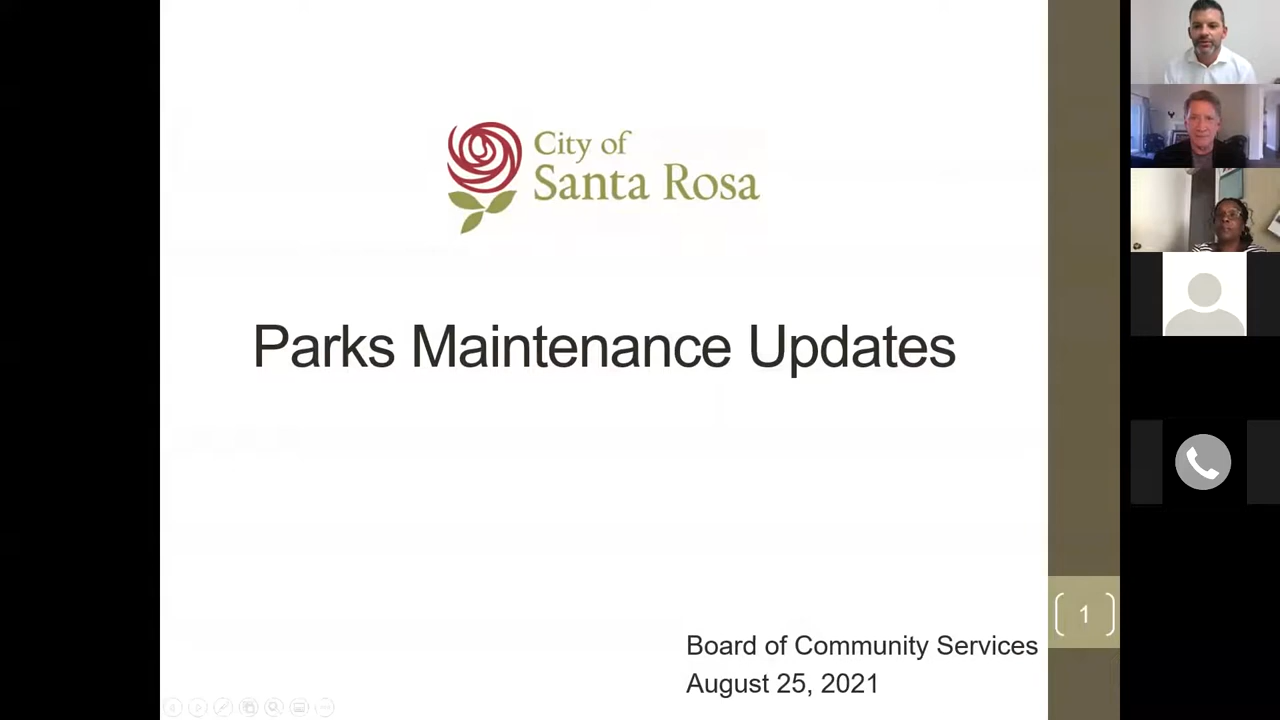 City of
Santa Rosa
Parks Maintenance Updates
1
Board of Community Services
August 25, 2021